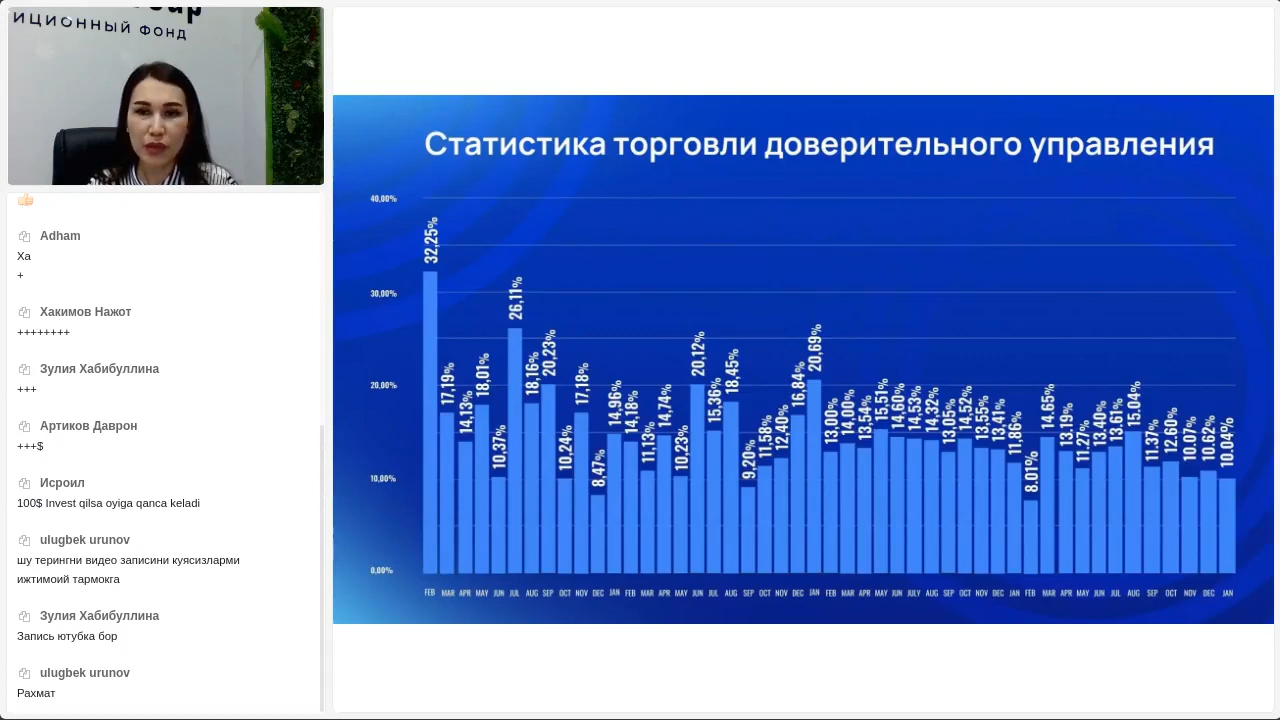 ИЦИОННЫЙ ФОНД
Adham
Ха
+
Хакимов Нажот
++++++++
Зулия Хабибуллина
+++
Артиков Даврон
+++$
Исроил
100$ Invest qilsa oyiga qanca keladi
ulugbek urunov
шу терингни видео записини куясизларми
ижтимоий тармокга
Зулия Хабибуллина
Запись ютубка бор
ulugbek urunov
Рахмат
Статистика торговли доверительного управления
40,00%
30,00%
20,00%
10,00%
0,00%
32,25% 17,19% 14,13% 18,01% 10,37% 26,11% 18,16% 20,23% 10,24% 17,18% 8,47% 14,96% 14,18% 11,13% 14,74% 10,23% 20,12% 15,36% 18,45% 9,20% 11,58% 12,40% 16,84% 20,69% 13,00% 14,00% 13,54% 15,51% 14,60% 14,53% 14,32% 13,05% 14,52% 13,55% 13,41% 11,86% 8.01% 14.65% 13.19% 11.27% 13.40% 13.61% 15.04% 11.37% 12.60% 10.07% 10.62% 10.04%
FEB MAR APR MAY JUN JUL AUG SEP OCT NOV DEC JAN FEB MAR APR MAY JUN JUL AUG SEP OCT NOV DEC JAN FEB MAR APR MAY JUN JULY AUG SEP OCT NOV DEC JAN FEB MAR APR MAY JUN JUL AUG SEP OCT NOV DEC JAN